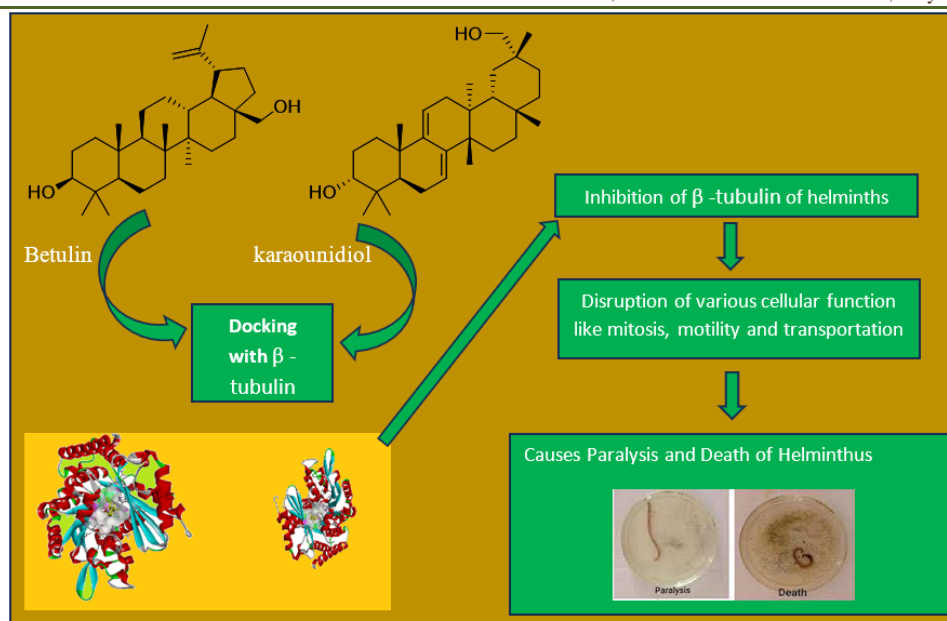 HO
OH
HO
HO
Betulin
karaounidiol
Docking
with β -
tubulin
Inhibition of β -tubulin of helminths
Disruption of various cellular function
like mitosis, motility and transportation
Causes Paralysis and Death of Helminthus
Paralysis
Death